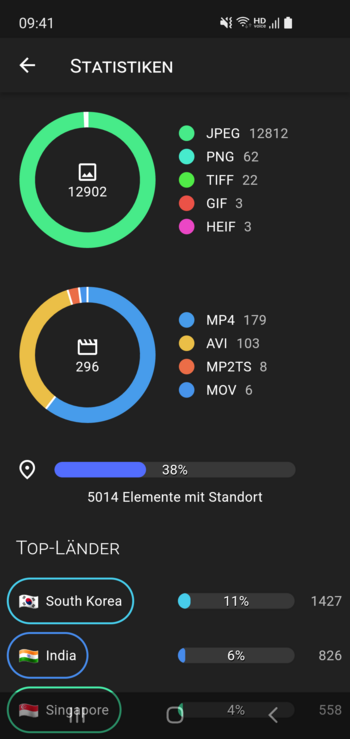 09:41 HD VOICE
STATISTIKEN
12902
JPEG 12812
PNG 62
TIFF 22
GIF 3
HEIF 3
296
MP4 179
AVI 103
MP2TS 8
MOV 6
38%
5014 Elemente mit Standort
TOP-LÄNDER
South Korea 11% 1427
India 6% 826
Singapore 4% 558